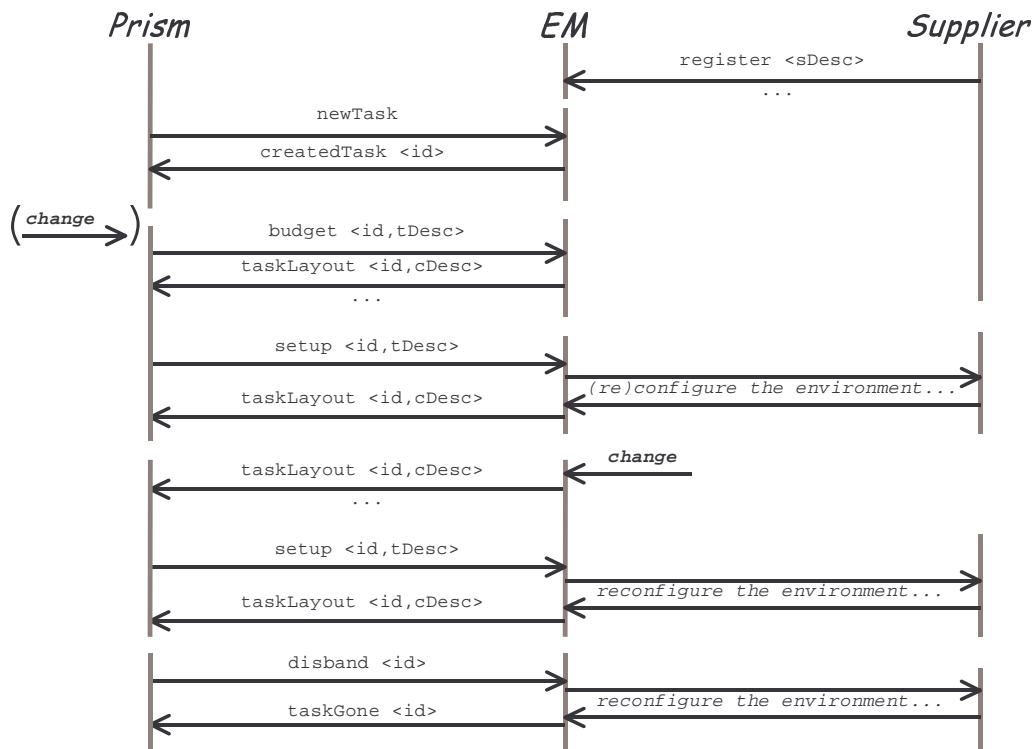 Prism EM Supplier
register <sDesc>
...
newTask
createdTask <id>
(change)
budget <id,tDesc>
taskLayout <id,cDesc>
...
setup <id,tDesc>
(re)configure the environment...
taskLayout <id,cDesc>
change
taskLayout <id,cDesc>
...
setup <id,tDesc>
reconfigure the environment...
taskLayout <id,cDesc>
disband <id>
reconfigure the environment...
taskGone <id>